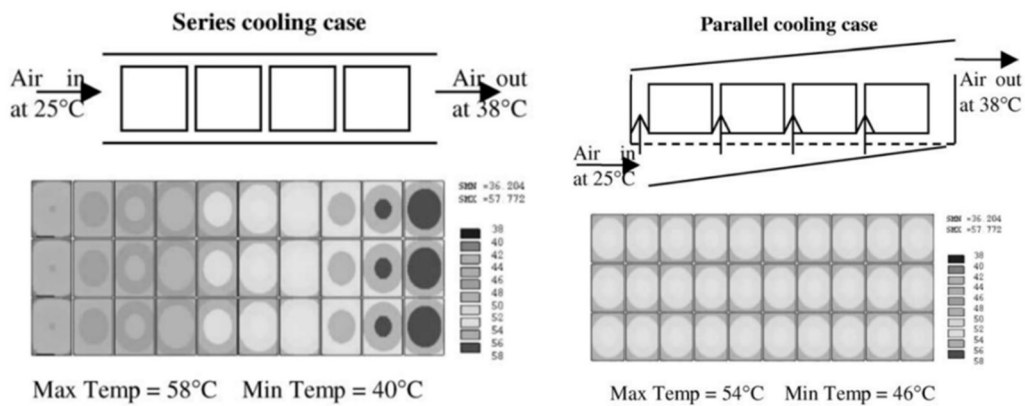 Series cooling case
Air in
at 25°C
Air out
at 38°C
SMN =36.204
SMX =57.772
38
40
42
44
46
48
50
52
54
56
58
Max Temp = 58°C Min Temp = 40°C
Parallel cooling case
Air out
at 38°C
Air in
at 25°C
SMN =36.204
SMX =57.772
38
40
42
44
46
48
50
52
54
56
58
Max Temp = 54°C Min Temp = 46°C